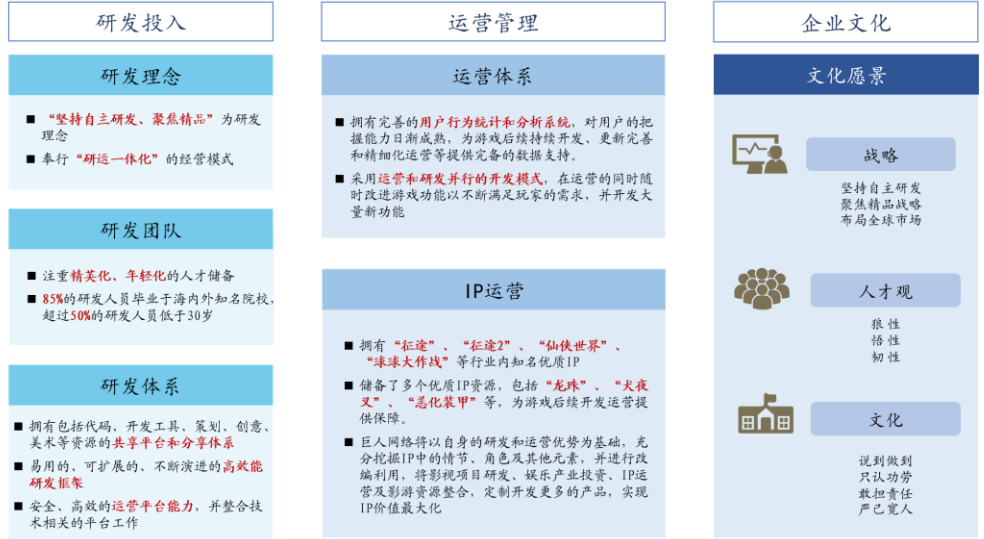 研发投入
研发理念
■ “坚持自主研发、聚焦精品”为研发
理念
■ 奉行“研运一体化”的经营模式
研发团队
■ 注重精英化、年轻化的人才储备
■ 85%的研发人员毕业于海内外知名院校，
超过50%的研发人员低于30岁
研发体系
■ 拥有包括代码、开发工具、策划、创意、
美术等资源的共享平台和分享体系
■ 易用的、可扩展的、不断演进的高效能
研发框架
■ 安全、高效的运营平台能力，并整合技
术相关的平台工作
运营管理
运营体系
■ 拥有完善的用户行为统计和分析系统，对用户的把
握能力日渐成熟，为游戏后续持续开发、更新完善
和精细化运营等提供完备的数据支持。
■ 采用运营和研发并行的开发模式，在运营的同时随
时改进游戏功能以不断满足玩家的需求，并开发大
量新功能
IP运营
■ 拥有“征途”、“征途2”、“仙侠世界”、
“球球大作战”等行业内知名优质IP
■ 储备了多个优质IP资源，包括“龙珠”、“犬夜
叉”、“恶化装甲”等，为游戏后续开发运营提
供保障。
■ 巨人网络将以自身的研发和运营优势为基础，充
分挖掘IP中的情节、角色及其他元素，并进行改
编利用，将影视项目研发、娱乐产业投资、IP运
营及影游资源整合，定制开发更多的产品，实现
IP价值最大化
企业文化
文化愿景
战略
坚持自主研发
聚焦精品战略
布局全球市场
人才观
狼性
悟性
韧性
文化
说到做到
只认功劳
敢担责任
严己宽人